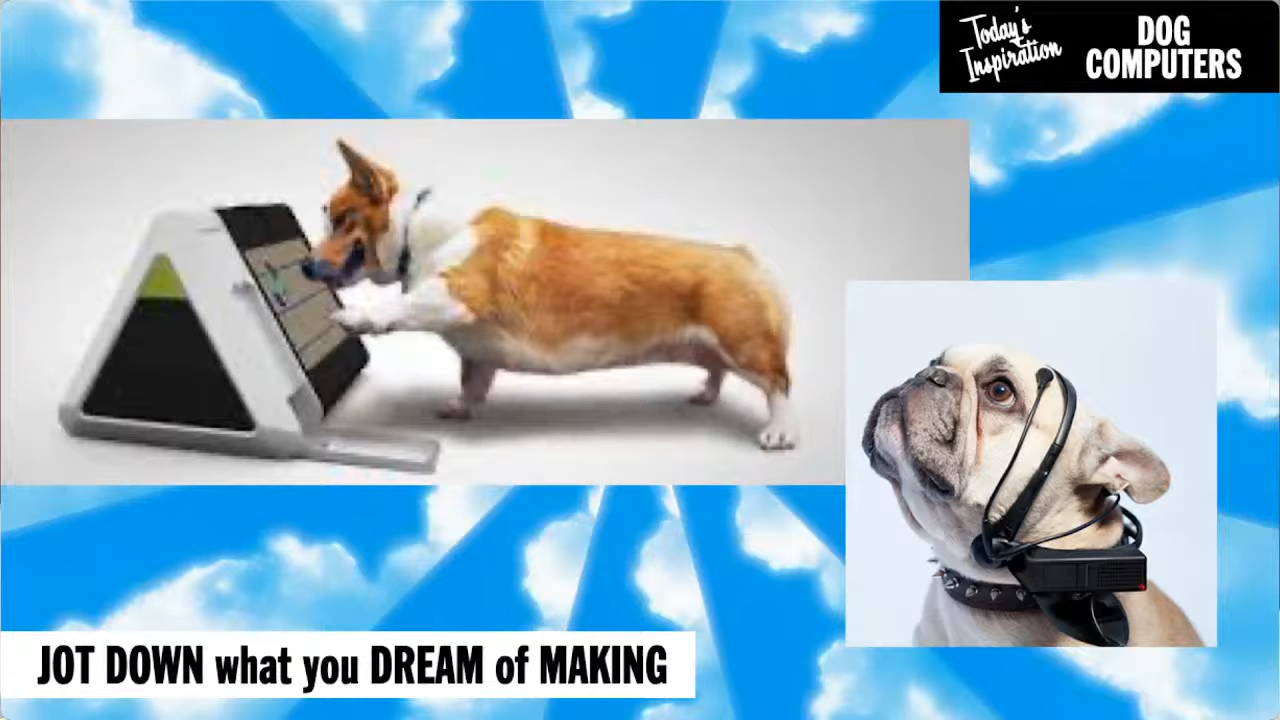 Today's
Inspiration
DOG
COMPUTERS
JOT DOWN what you DREAM of MAKING